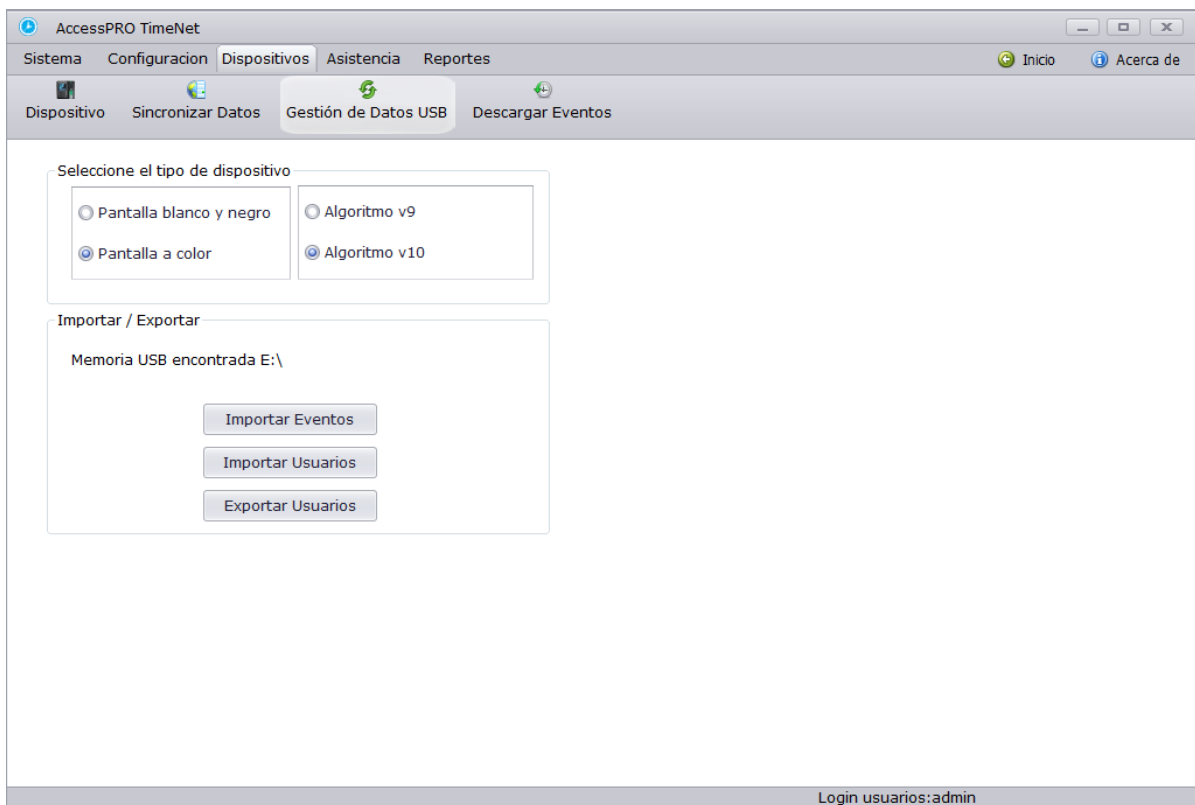 AccessPRO TimeNet
Sistema Configuracion Dispositivos Asistencia Reportes Inicio Acerca de
Dispositivo Sincronizar Datos Gestión de Datos USB Descargar Eventos
Seleccione el tipo de dispositivo
Pantalla blanco y negro Algoritmo v9
Pantalla a color Algoritmo v10
Importar / Exportar
Memoria USB encontrada E:\
Importar Eventos
Importar Usuarios
Exportar Usuarios
Login usuarios:admin